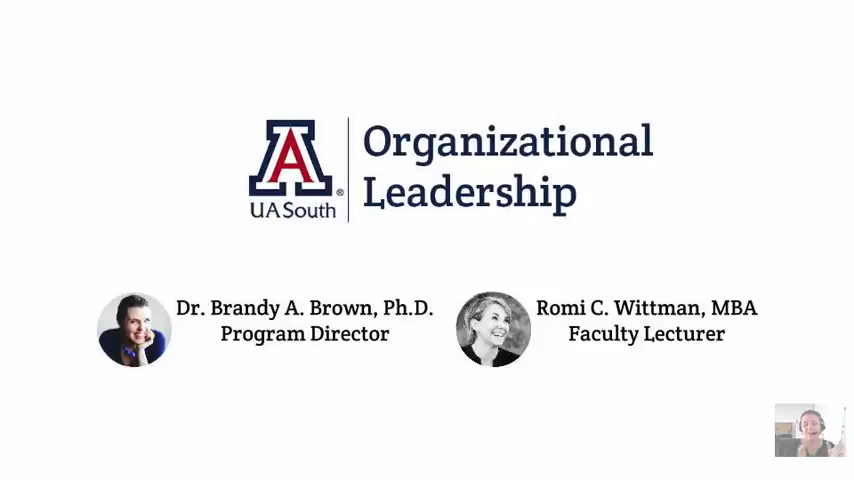 A®
UA South
Organizational
Leadership
Dr. Brandy A. Brown, Ph.D.
Program Director
Romi C. Wittman, MBA
Faculty Lecturer